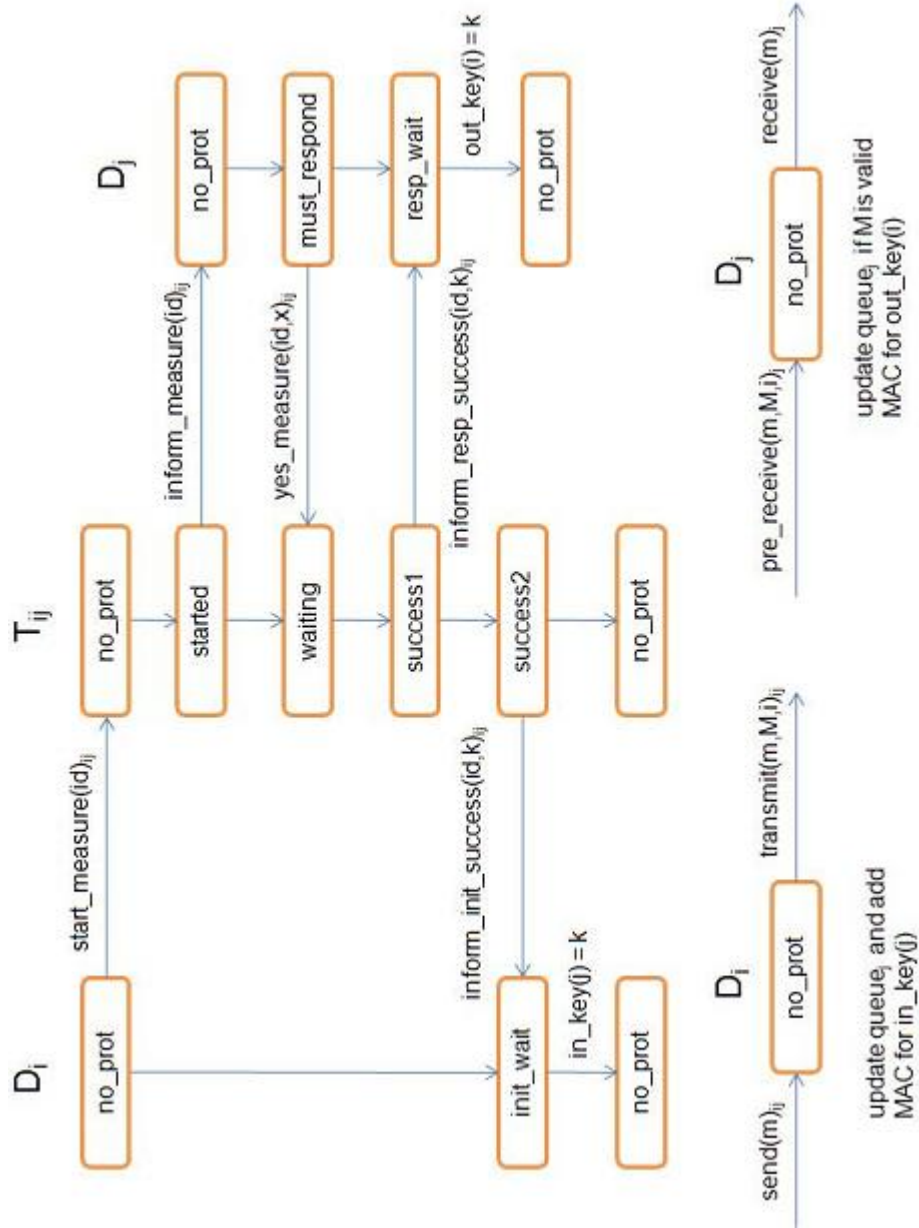 D_i
T_ij
D_j
no_prot
start_measure(id)_ij
no_prot
started
inform_measure(id)_ij
no_prot
waiting
yes_measure(id,x)_ij
must_respond
success1
inform_resp_success(id,k)_ij
resp_wait
out_key(i) = k
no_prot
success2
inform_init_success(id,k)_ij
init_wait
in_key(j) = k
no_prot
no_prot
D_i
send(m)_ij
no_prot
transmit(m,M,i)_ij
update queue_j and add
MAC for in_key(j)
D_j
pre_receive(m,M,i)_j
no_prot
receive(m)_j
update queue_j if M is valid
MAC for out_key(i)